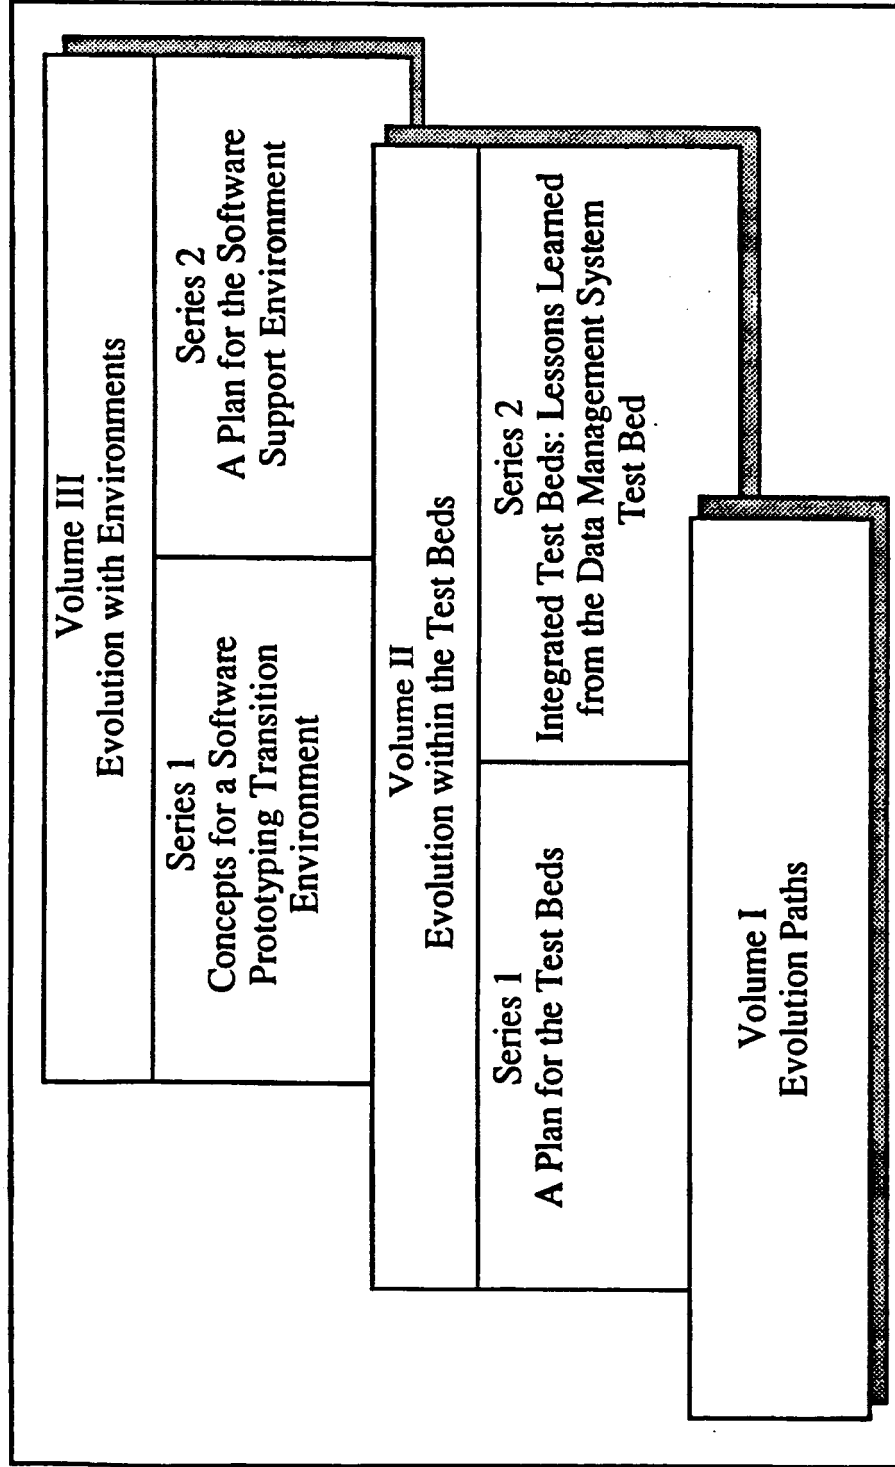 Volume III
Evolution with Environments
Series 1
Concepts for a Software
Prototyping Transition
Environment
Series 2
A Plan for the Software
Support Environment
Volume II
Evolution within the Test Beds
Series 1
A Plan for the Test Beds
Series 2
Integrated Test Beds: Lessons Learned
from the Data Management System
Test Bed
Volume I
Evolution Paths